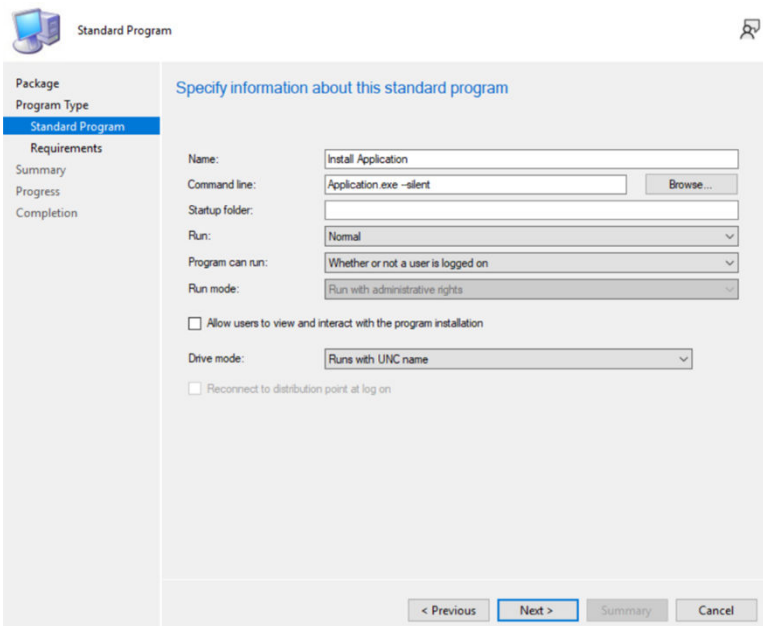 Standard Program
Package
Program Type
Standard Program
Requirements
Summary
Progress
Completion
Specify information about this standard program
Name: Install Application
Command line: Application.exe --silent Browse...
Startup folder:
Run: Normal
Program can run: Whether or not a user is logged on
Run mode: Run with administrative rights
Allow users to view and interact with the program installation
Drive mode: Runs with UNC name
Reconnect to distribution point at log on
< Previous Next > Summary Cancel